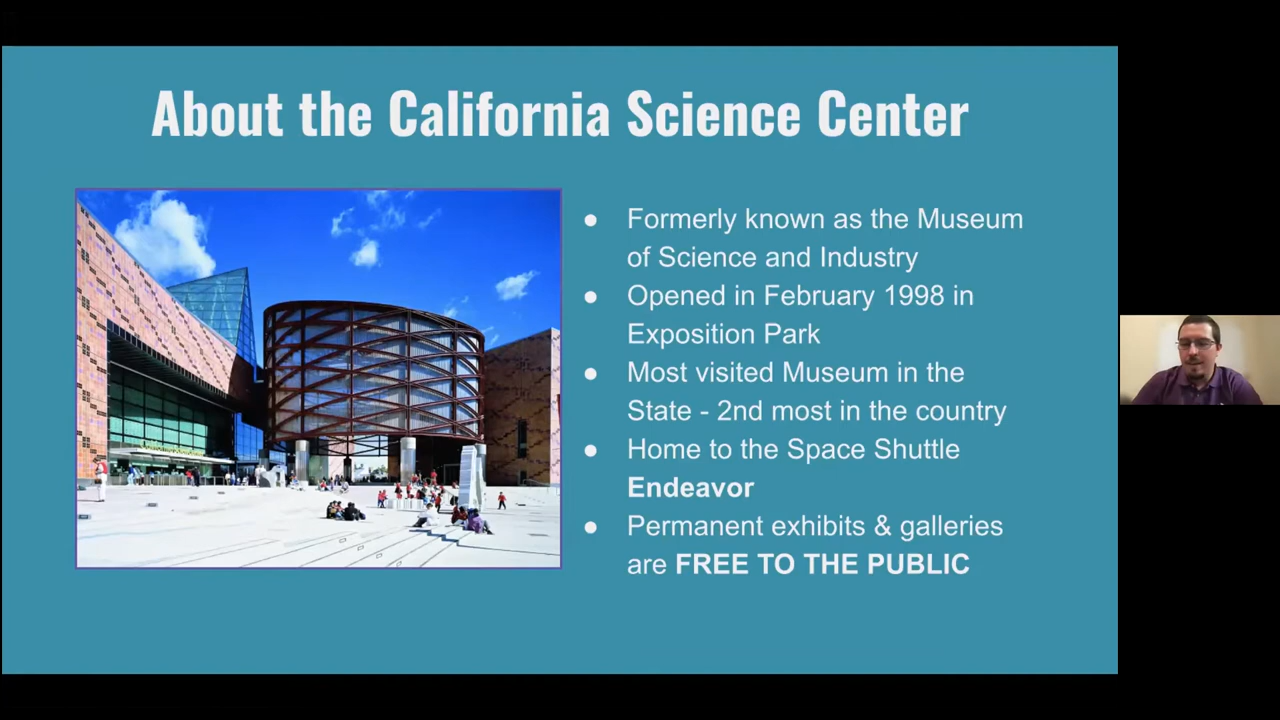 About the California Science Center
● Formerly known as the Museum
of Science and Industry
● Opened in February 1998 in
Exposition Park
● Most visited Museum in the
State - 2nd most in the country
● Home to the Space Shuttle
Endeavor
● Permanent exhibits & galleries
are FREE TO THE PUBLIC